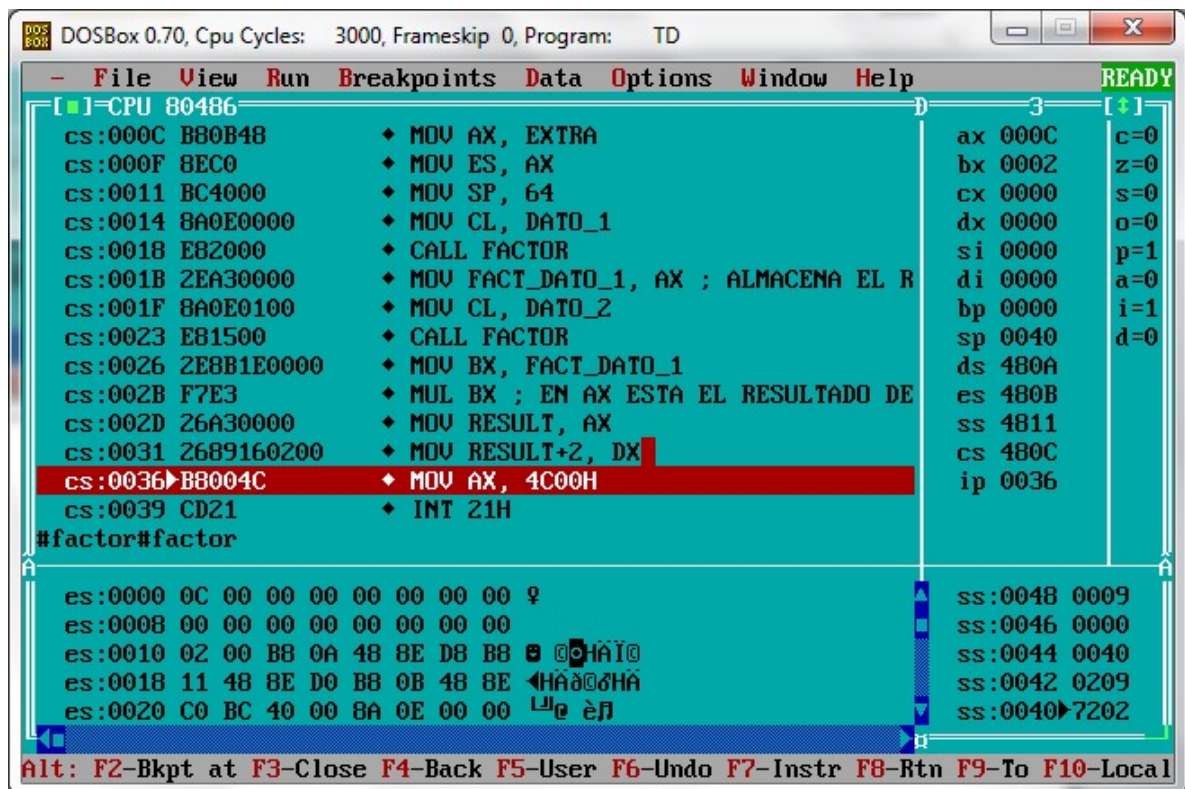 DOSBox 0.70, Cpu Cycles: 3000, Frameskip 0, Program: TD
- File View Run Breakpoints Data Options Window Help READY
[■]=CPU 80486 D 3 [↕]
cs:000C B80B48 ♦ MOV AX, EXTRA ax 000C c=0
cs:000F 8EC0 ♦ MOV ES, AX bx 0002 z=0
cs:0011 BC4000 ♦ MOV SP, 64 cx 0000 s=0
cs:0014 8A0E0000 ♦ MOV CL, DATO_1 dx 0000 o=0
cs:0018 E82000 ♦ CALL FACTOR si 0000 p=1
cs:001B 2EA30000 ♦ MOV FACT_DATO_1, AX ; ALMACENA EL R di 0000 a=0
cs:001F 8A0E0100 ♦ MOV CL, DATO_2 bp 0000 i=1
cs:0023 E81500 ♦ CALL FACTOR sp 0040 d=0
cs:0026 2E8B1E0000 ♦ MOV BX, FACT_DATO_1 ds 480A
cs:002B F7E3 ♦ MUL BX ; EN AX ESTA EL RESULTADO DE es 480B
cs:002D 26A30000 ♦ MOV RESULT, AX ss 4811
cs:0031 2689160200 ♦ MOV RESULT+2, DX cs 480C
cs:0036►B8004C ♦ MOV AX, 4C00H ip 0036
cs:0039 CD21 ♦ INT 21H
#factor#factor
es:0000 0C 00 00 00 00 00 00 00 ♀ ss:0048 0009
es:0008 00 00 00 00 00 00 00 00 ss:0046 0000
es:0010 02 00 B8 0A 48 8E D8 B8 ☻ ©◙HÄÏ© ss:0044 0040
es:0018 11 48 8E D0 B8 0B 48 8E ◄HÄð©♂HÄ ss:0042 0209
es:0020 C0 BC 40 00 8A 0E 00 00 └╝@ è♫ ss:0040►7202
Alt: F2-Bkpt at F3-Close F4-Back F5-User F6-Undo F7-Instr F8-Rtn F9-To F10-Local